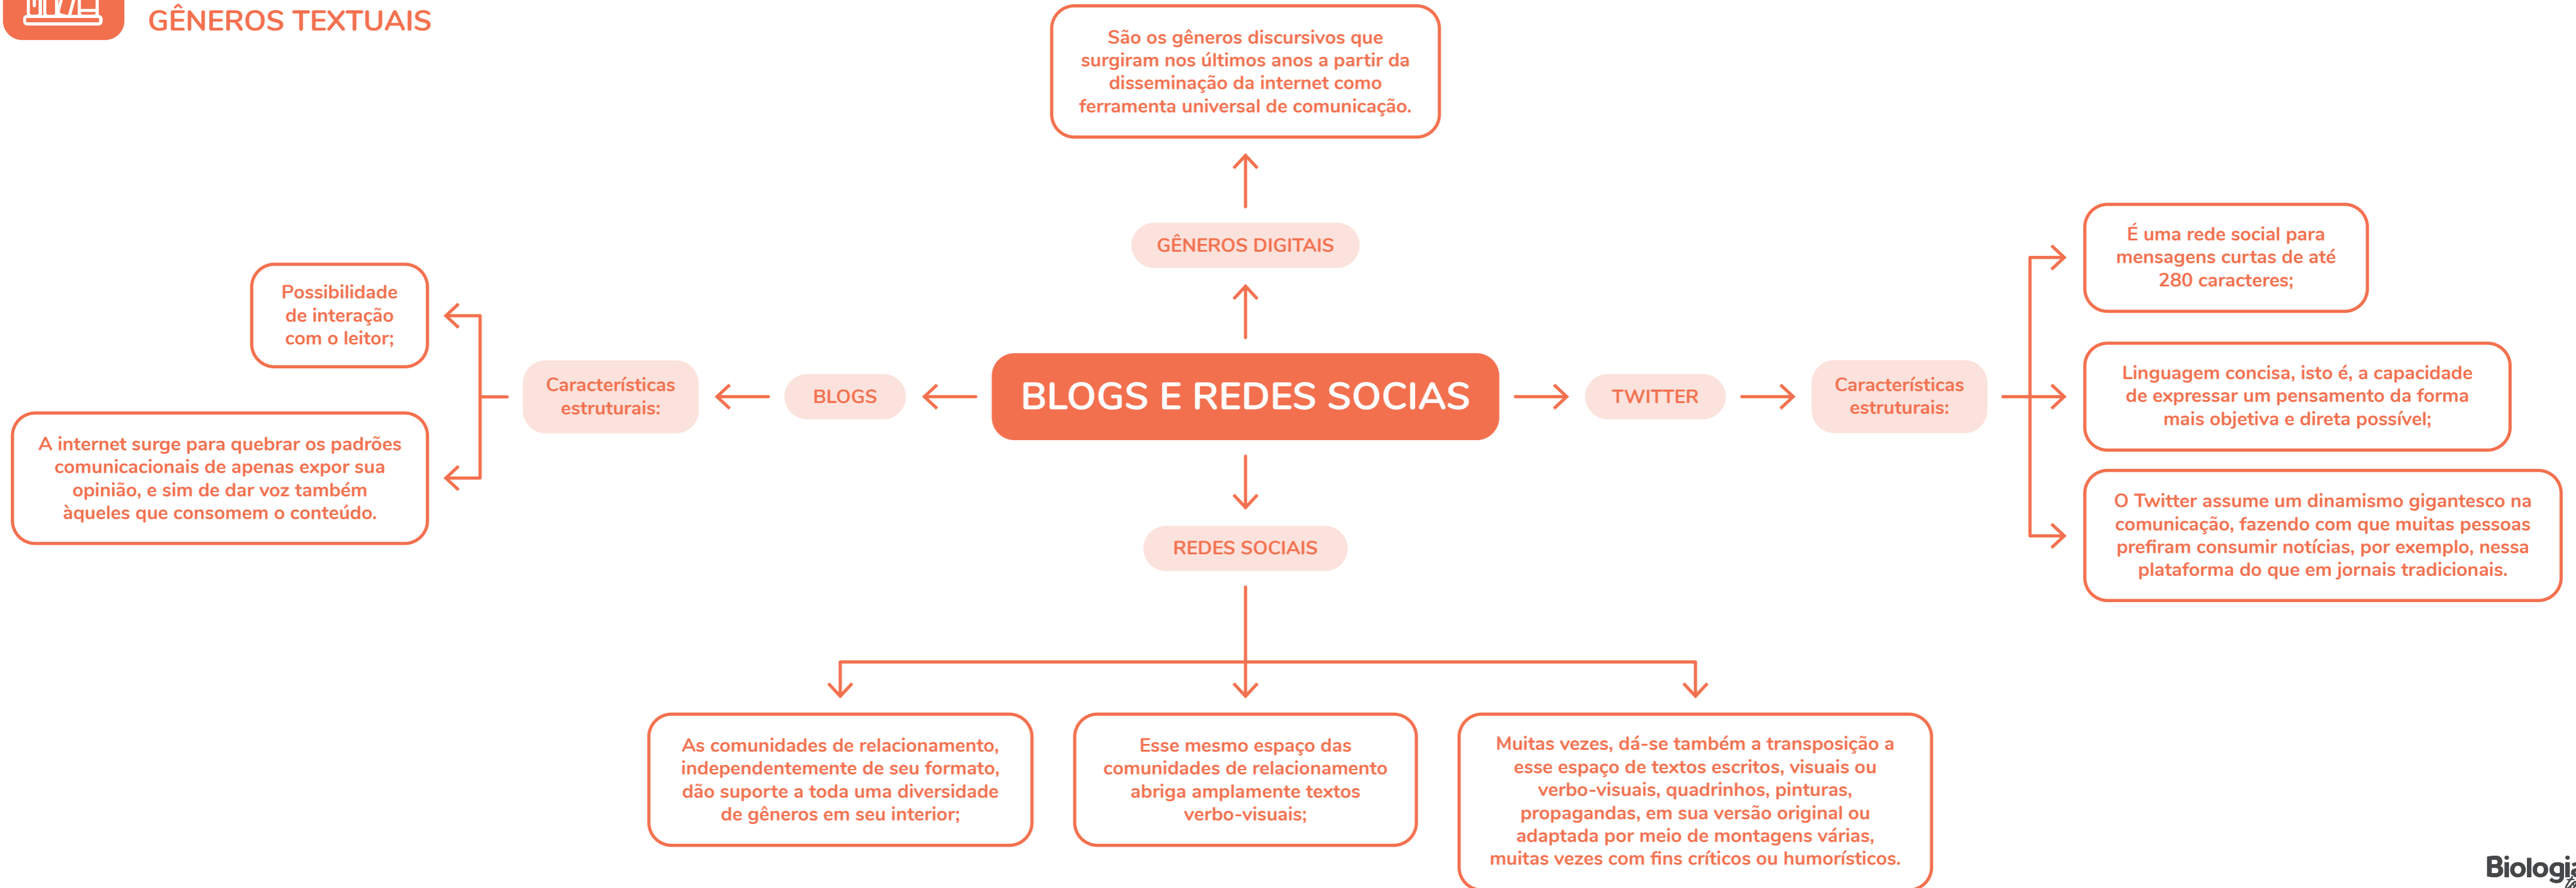 GÊNEROS TEXTUAIS
São os gêneros discursivos que
surgiram nos últimos anos a partir da
disseminação da internet como
ferramenta universal de comunicação.
GÊNEROS DIGITAIS
BLOGS E REDES SOCIAS
BLOGS
Características
estruturais:
Possibilidade
de interação
com o leitor;
A internet surge para quebrar os padrões
comunicacionais de apenas expor sua
opinião, e sim de dar voz também
àqueles que consomem o conteúdo.
TWITTER
Características
estruturais:
É uma rede social para
mensagens curtas de até
280 caracteres;
Linguagem concisa, isto é, a capacidade
de expressar um pensamento da forma
mais objetiva e direta possível;
O Twitter assume um dinamismo gigantesco na
comunicação, fazendo com que muitas pessoas
prefiram consumir notícias, por exemplo, nessa
plataforma do que em jornais tradicionais.
REDES SOCIAIS
As comunidades de relacionamento,
independentemente de seu formato,
dão suporte a toda uma diversidade
de gêneros em seu interior;
Esse mesmo espaço das
comunidades de relacionamento
abriga amplamente textos
verbo-visuais;
Muitas vezes, dá-se também a transposição a
esse espaço de textos escritos, visuais ou
verbo-visuais, quadrinhos, pinturas,
propagandas, em sua versão original ou
adaptada por meio de montagens várias,
muitas vezes com fins críticos ou humorísticos.